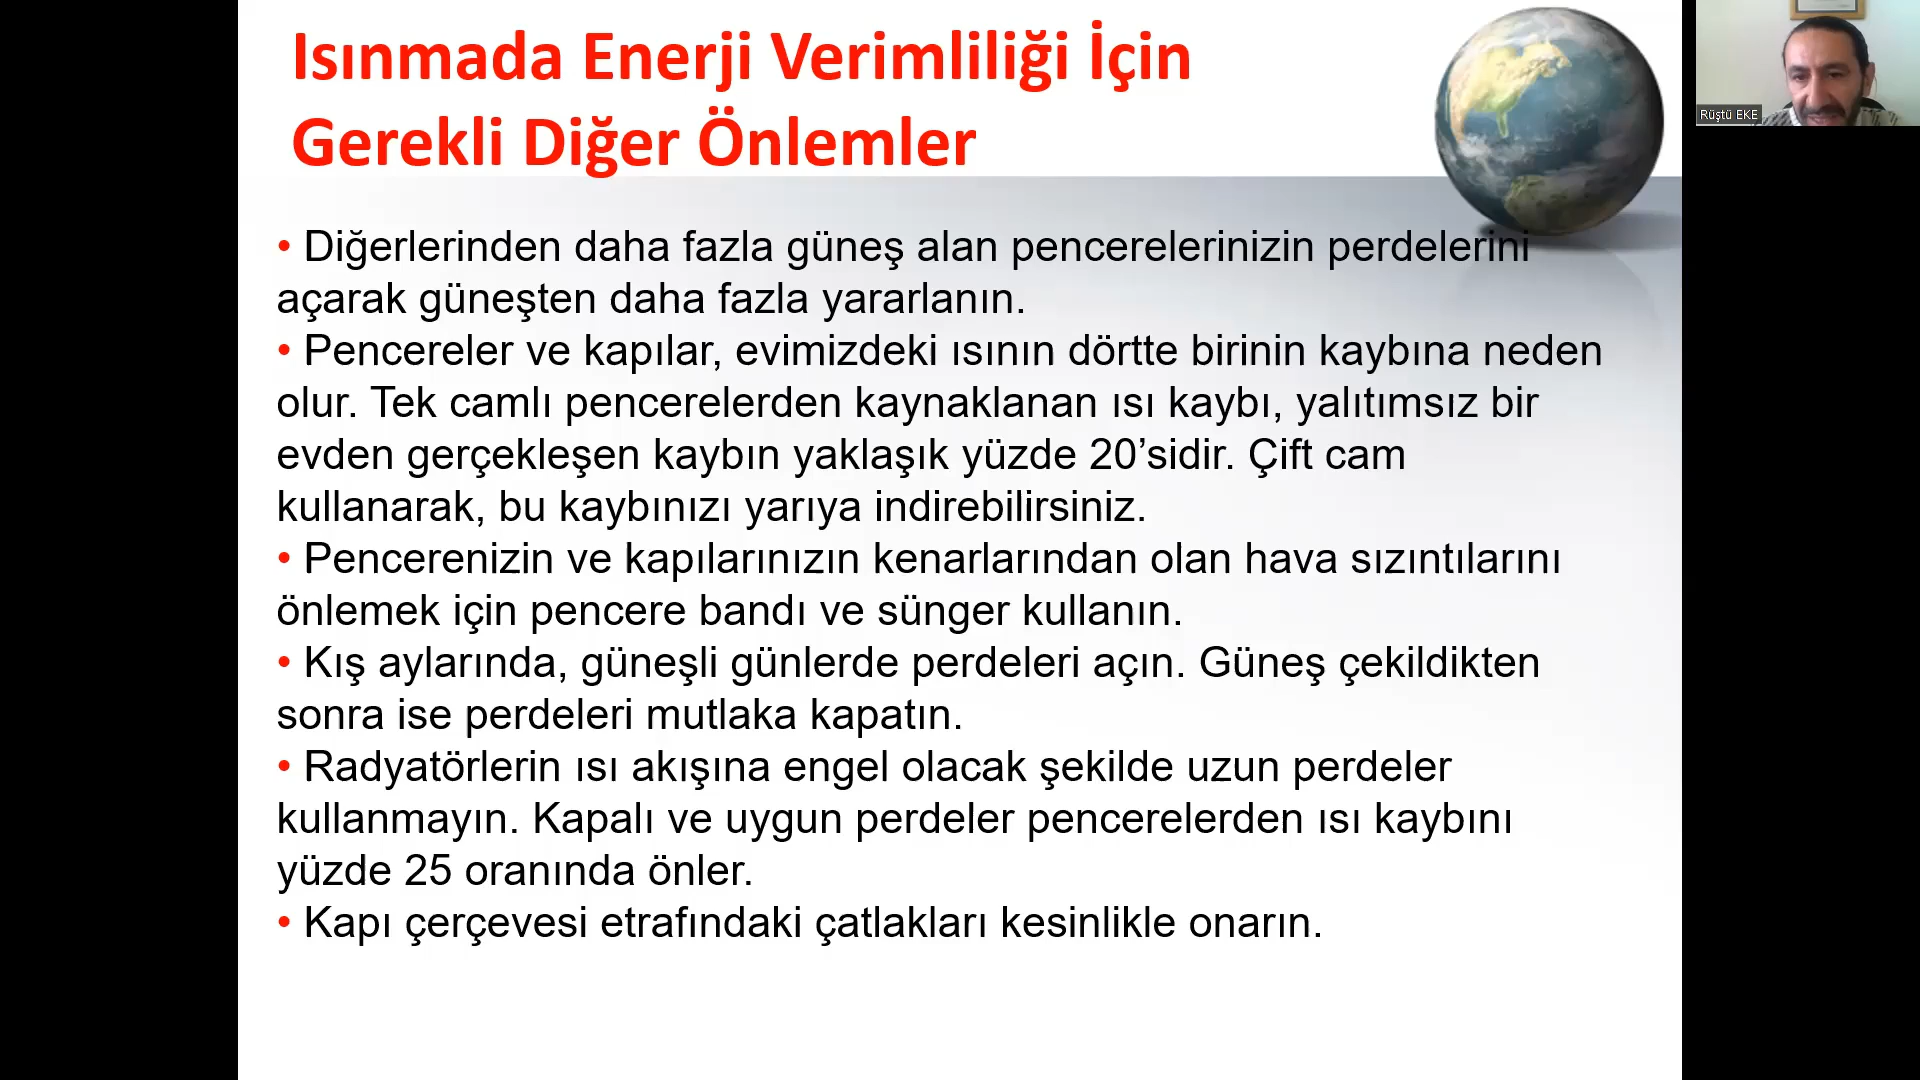 Isınmada Enerji Verimliliği İçin
Gerekli Diğer Önlemler
Rüştü EKE
• Diğerlerinden daha fazla güneş alan pencerelerinizin perdelerini
açarak güneşten daha fazla yararlanın.
• Pencereler ve kapılar, evimizdeki ısının dörtte birinin kaybına neden
olur. Tek camlı pencerelerden kaynaklanan ısı kaybı, yalıtımsız bir
evden gerçekleşen kaybın yaklaşık yüzde 20’sidir. Çift cam
kullanarak, bu kaybınızı yarıya indirebilirsiniz.
• Pencerenizin ve kapılarınızın kenarlarından olan hava sızıntılarını
önlemek için pencere bandı ve sünger kullanın.
• Kış aylarında, güneşli günlerde perdeleri açın. Güneş çekildikten
sonra ise perdeleri mutlaka kapatın.
• Radyatörlerin ısı akışına engel olacak şekilde uzun perdeler
kullanmayın. Kapalı ve uygun perdeler pencerelerden ısı kaybını
yüzde 25 oranında önler.
• Kapı çerçevesi etrafındaki çatlakları kesinlikle onarın.